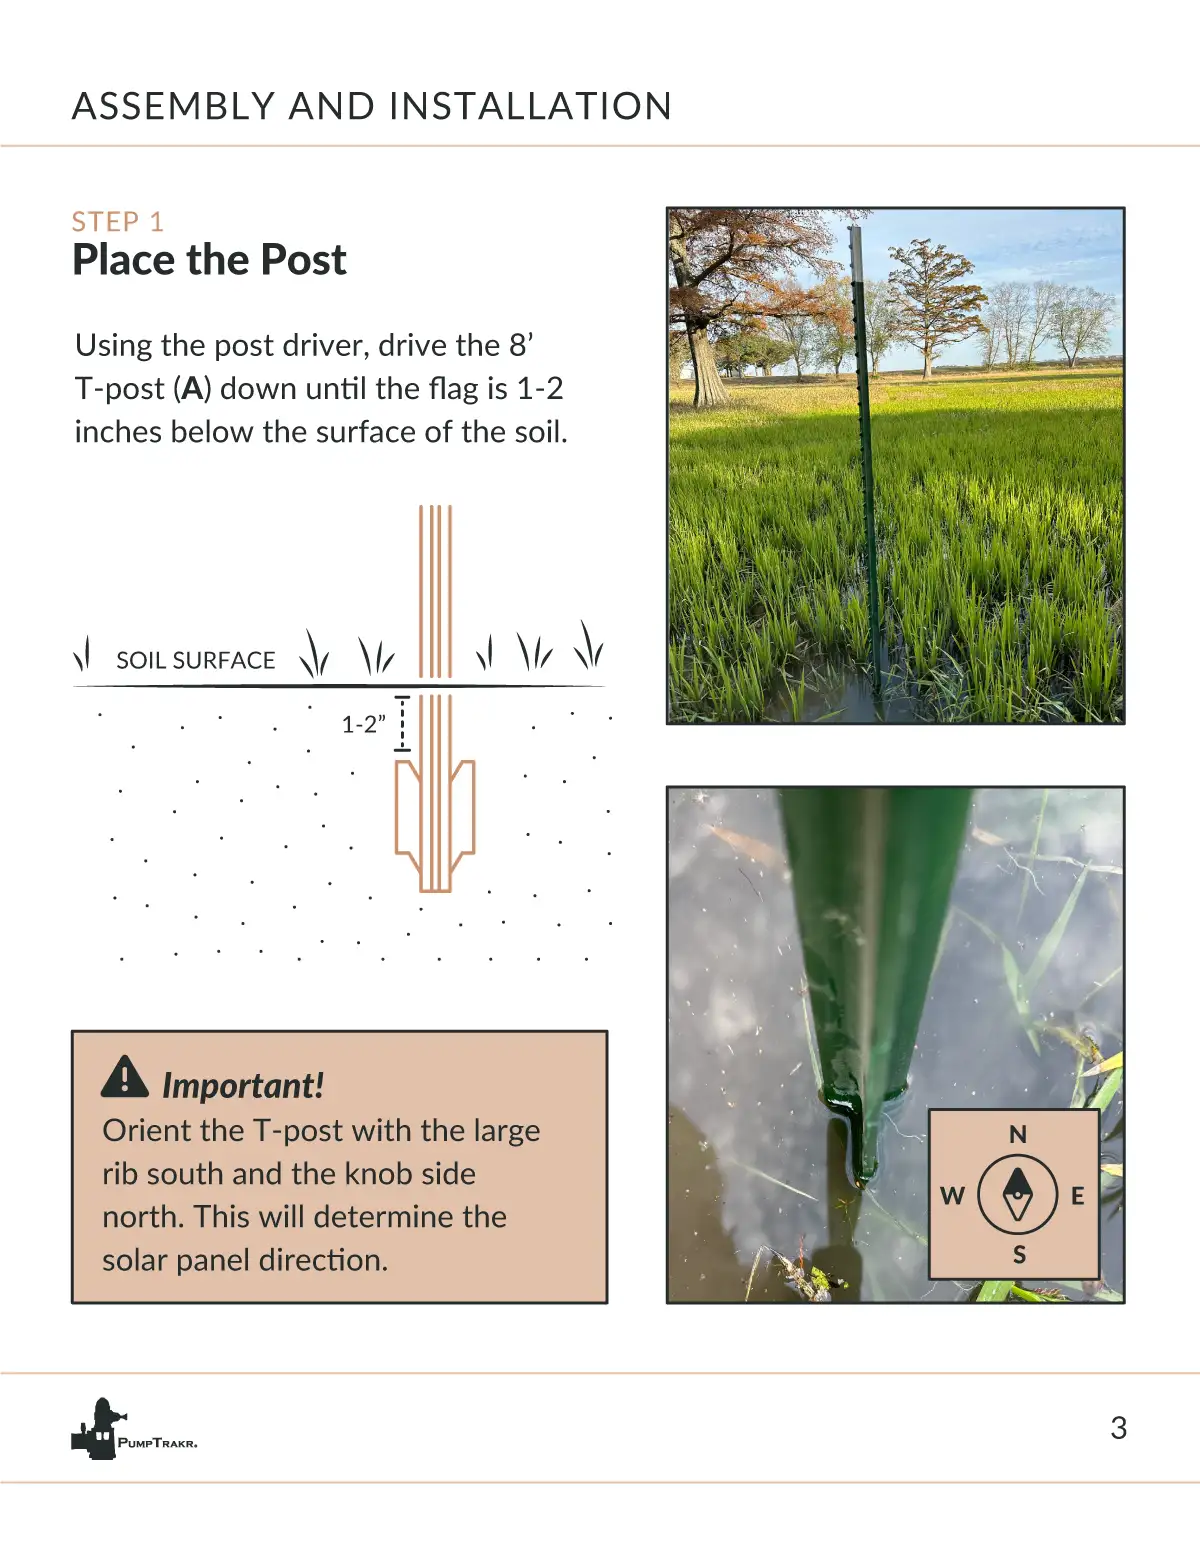 ASSEMBLY AND INSTALLATION
STEP 1
Place the Post
Using the post driver, drive the 8’
T-post (A) down until the flag is 1-2
inches below the surface of the soil.
SOIL SURFACE
1-2”
Important!
Orient the T-post with the large
rib south and the knob side
north. This will determine the
solar panel direction.
N
W E
S
PUMPTRAKR.
3